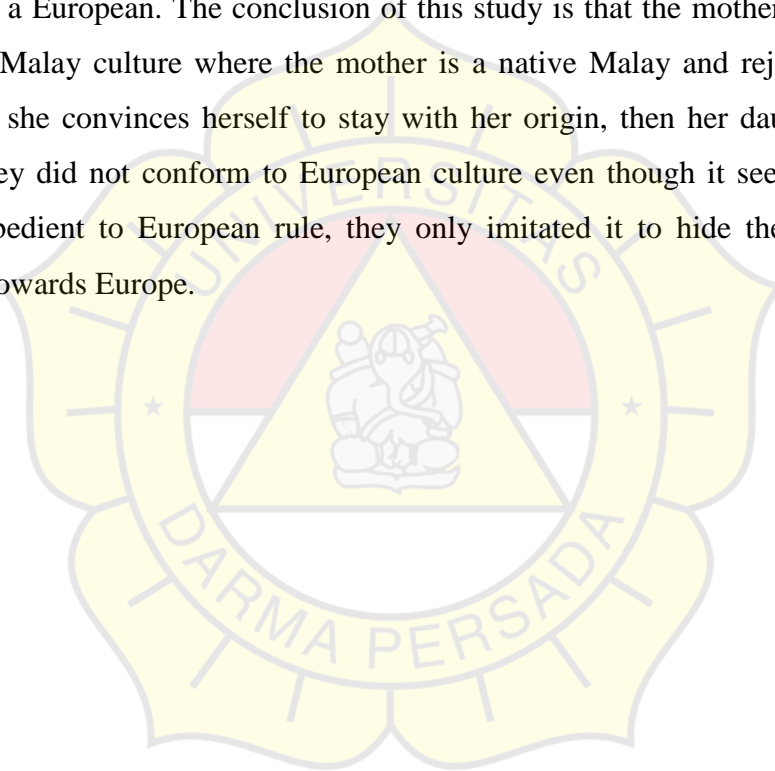 a European. The conclusion of this study is that the mother
Malay culture where the mother is a native Malay and rej
she convinces herself to stay with her origin, then her dau
ey did not conform to European culture even though it see
pedient to European rule, they only imitated it to hide the
owards Europe.
UNIVERSITAS
DARMA PERSADA